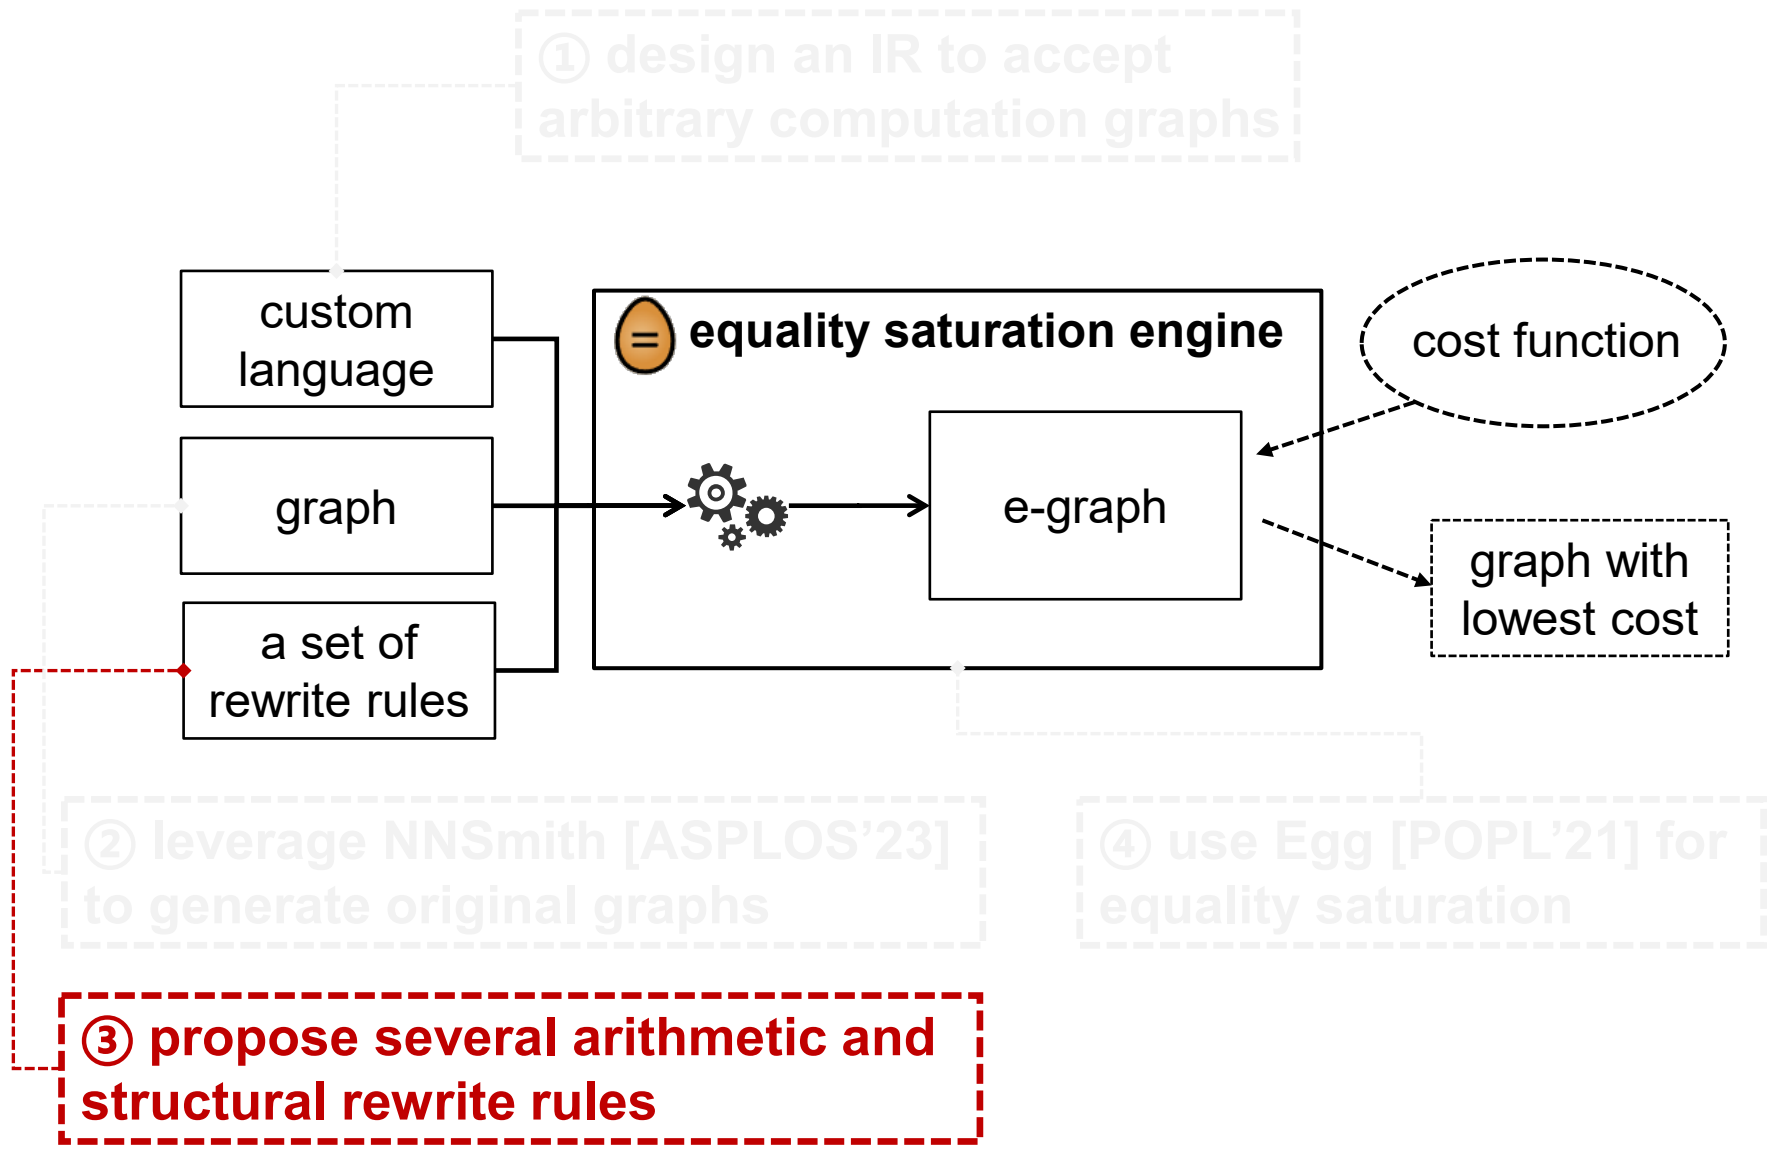 ① design an IR to accept
arbitrary computation graphs
custom
language
= equality saturation engine
cost function
graph
e-graph
graph with
lowest cost
a set of
rewrite rules
② leverage NNSmith [ASPLOS’23]
to generate original graphs
④ use Egg [POPL’21] for
equality saturation
③ propose several arithmetic and
structural rewrite rules